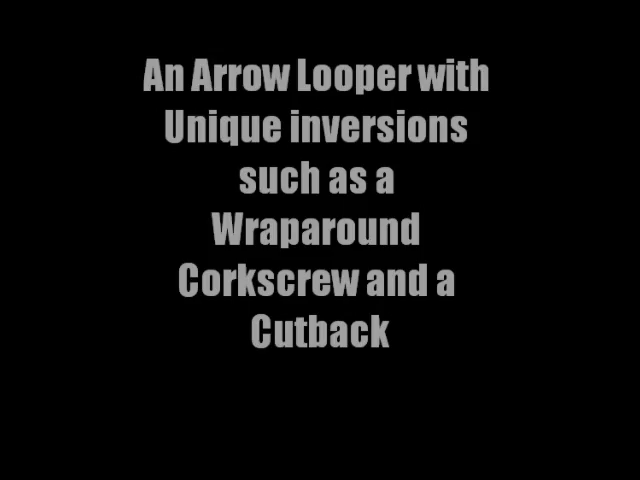 An Arrow Looper with
Unique inversions
such as a
Wraparound
Corkscrew and a
Cutback